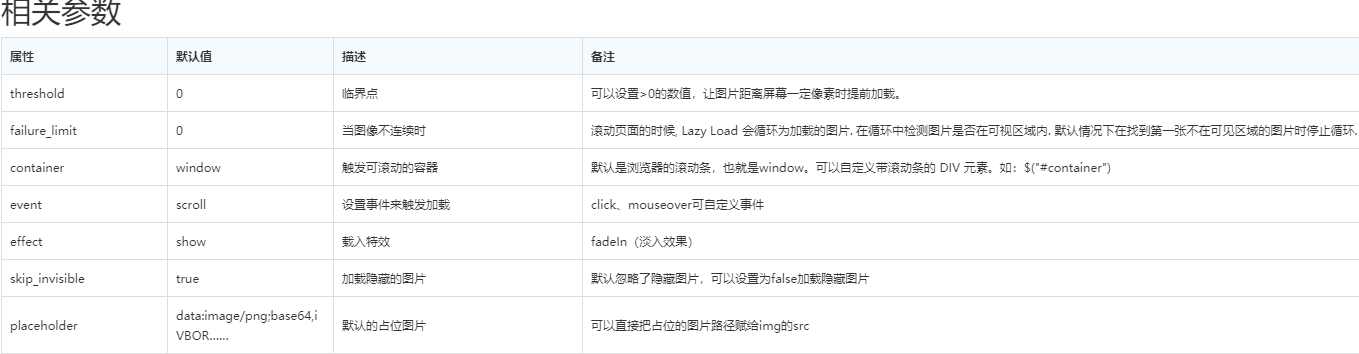 相关参数
属性 默认值 描述 备注
threshold 0 临界点 可以设置>0的数值，让图片距离屏幕一定像素时提前加载。
failure_limit 0 当图像不连续时 滚动页面的时候, Lazy Load 会循环为加载的图片. 在循环中检测图片是否在可视区域内. 默认情况下在找到第一张不在可见区域的图片时停止循环.
container window 触发可滚动的容器 默认是浏览器的滚动条，也就是window。可以自定义带滚动条的 DIV 元素。如：$("#container")
event scroll 设置事件来触发加载 click、mouseover可自定义事件
effect show 载入特效 fadeIn（淡入效果）
skip_invisible true 加载隐藏的图片 默认忽略了隐藏图片，可以设置为false加载隐藏图片
placeholder data:image/png;base64,i
VBOR...... 默认的占位图片 可以直接把占位的图片路径赋给img的src